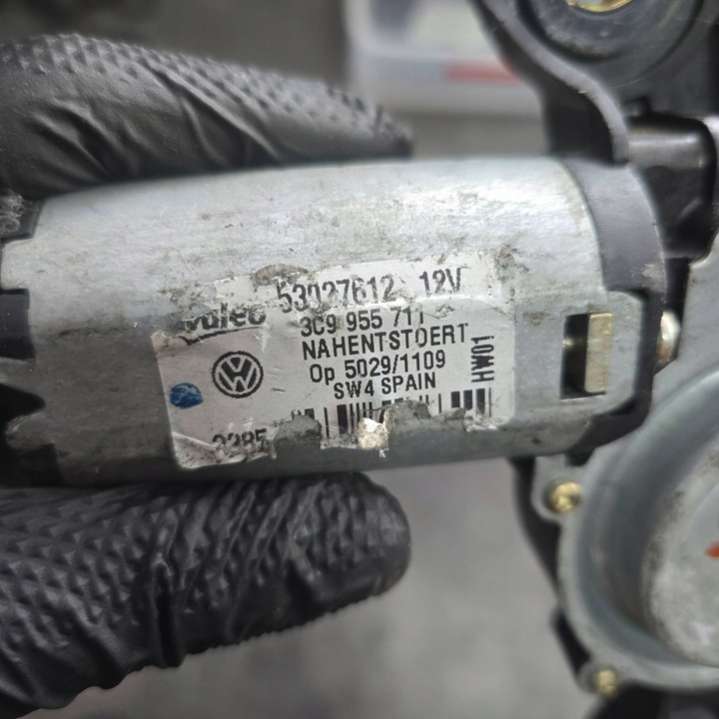 Valeo 53027612 12V
3C9 955 711
NAHENTSTOERT
Op 5029/1109
SW4 SPAIN
HW01